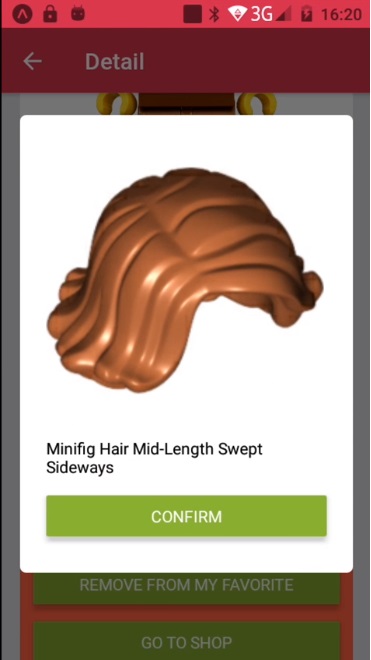 3G 16:20
Detail
Minifig Hair Mid-Length Swept
Sideways
CONFIRM
REMOVE FROM MY FAVORITE
GO TO SHOP